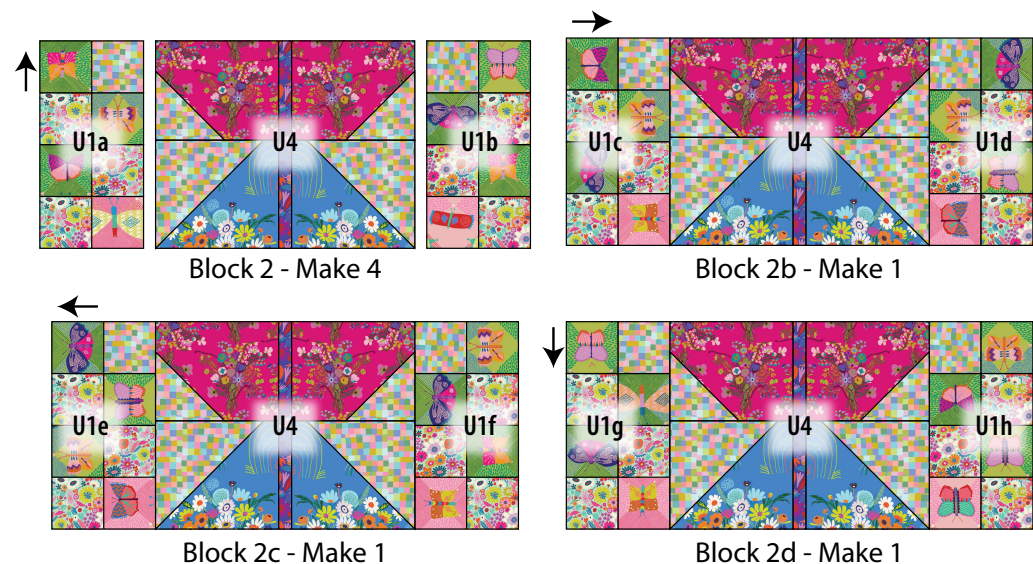 U1a
U4
U1b
Block 2 - Make 4
U1c
U4
U1d
Block 2b - Make 1
U1e
U4
U1f
Block 2c - Make 1
U1g
U4
U1h
Block 2d - Make 1